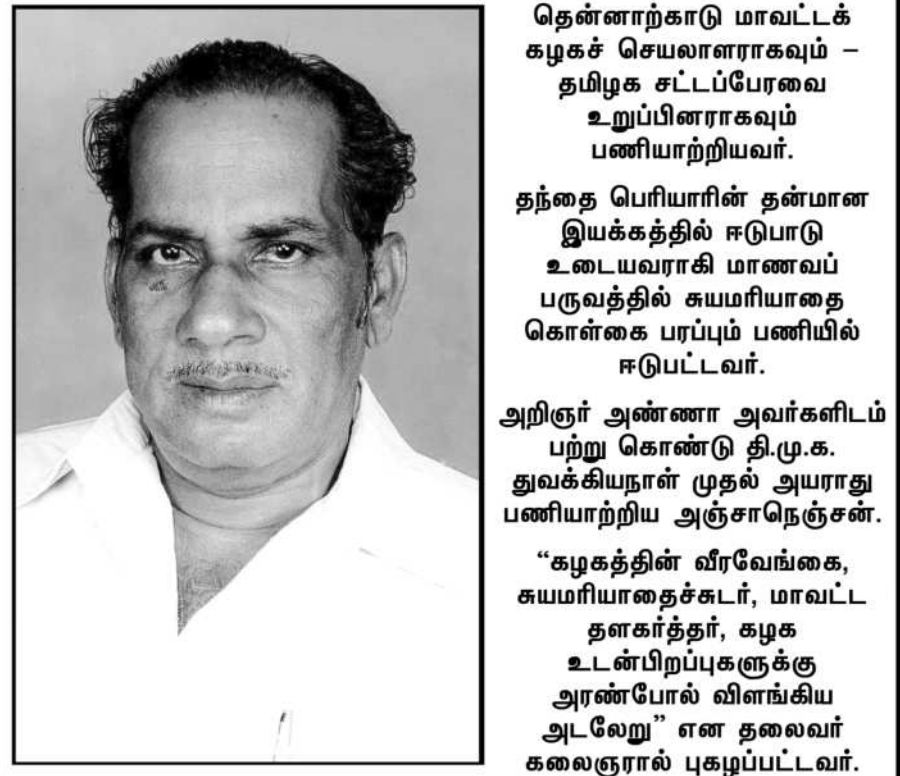 தென்னாற்காடு மாவட்டக்
கழகச் செயலாளராகவும் –
தமிழக சட்டப்பேரவை
உறுப்பினராகவும்
பணியாற்றியவர்.
தந்தை பெரியாரின் தன்மான
இயக்கத்தில் ஈடுபாடு
உடையவராகி மாணவப்
பருவத்தில் சுயமரியாதை
கொள்கை பரப்பும் பணியில்
ஈடுபட்டவர்.
அறிஞர் அண்ணா அவர்களிடம்
பற்று கொண்டு தி.மு.க.
துவக்கியநாள் முதல் அயராது
பணியாற்றிய அஞ்சாநெஞ்சன்.
“கழகத்தின் வீரவேங்கை,
சுயமரியாதைச்சுடர், மாவட்ட
தளகர்த்தர், கழக
உடன்பிறப்புகளுக்கு
அரண்போல் விளங்கிய
அடலேறு” என தலைவர்
கலைஞரால் புகழப்பட்டவர்.